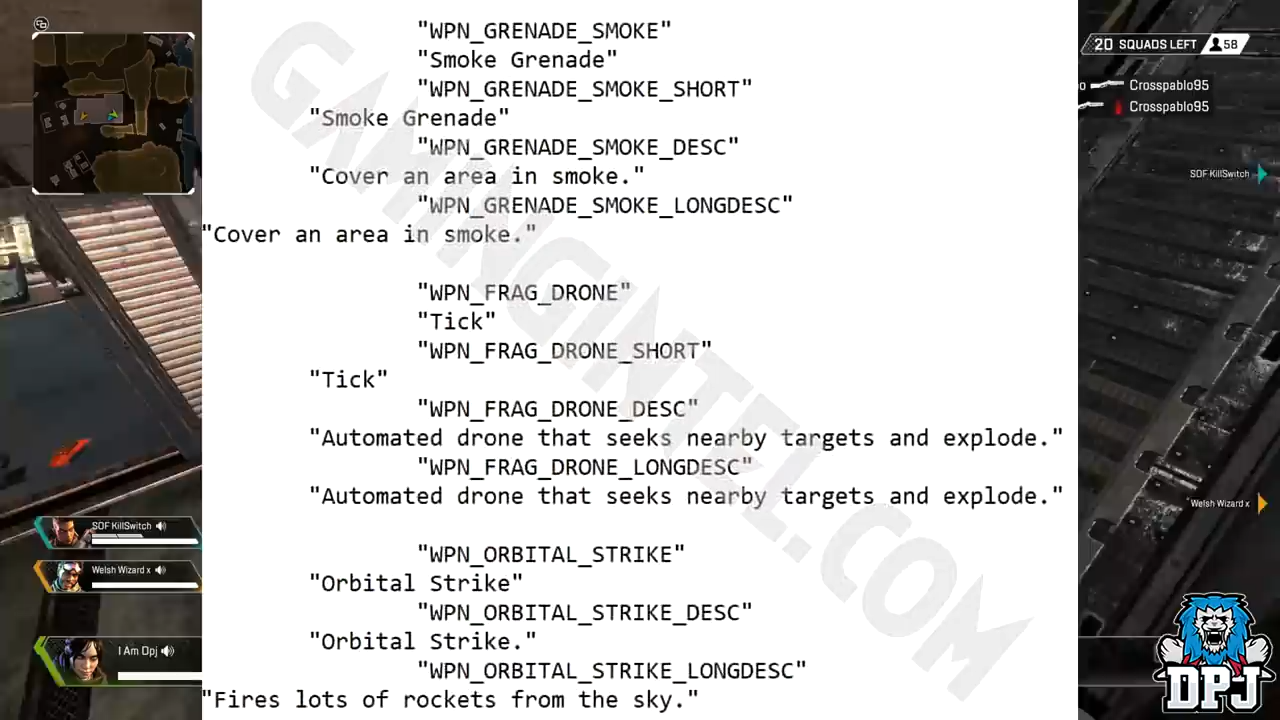 "WPN_GRENADE_SMOKE"
"Smoke Grenade"
"WPN_GRENADE_SMOKE_SHORT"
"Smoke Grenade"
"WPN_GRENADE_SMOKE_DESC"
"Cover an area in smoke."
"WPN_GRENADE_SMOKE_LONGDESC"
"Cover an area in smoke."
"WPN_FRAG_DRONE"
"Tick"
"WPN_FRAG_DRONE_SHORT"
"Tick"
"WPN_FRAG_DRONE_DESC"
"Automated drone that seeks nearby targets and explode."
"WPN_FRAG_DRONE_LONGDESC"
"Automated drone that seeks nearby targets and explode."
"WPN_ORBITAL_STRIKE"
"Orbital Strike"
"WPN_ORBITAL_STRIKE_DESC"
"Orbital Strike."
"WPN_ORBITAL_STRIKE_LONGDESC"
"Fires lots of rockets from the sky."
GAMINGINTEL.COM
20 SQUADS LEFT 58
Crosspablo95
Crosspablo95
SOF KillSwitch
Welsh Wizard x
SOF KillSwitch
Welsh Wizard x
I Am Dpj
DPJ